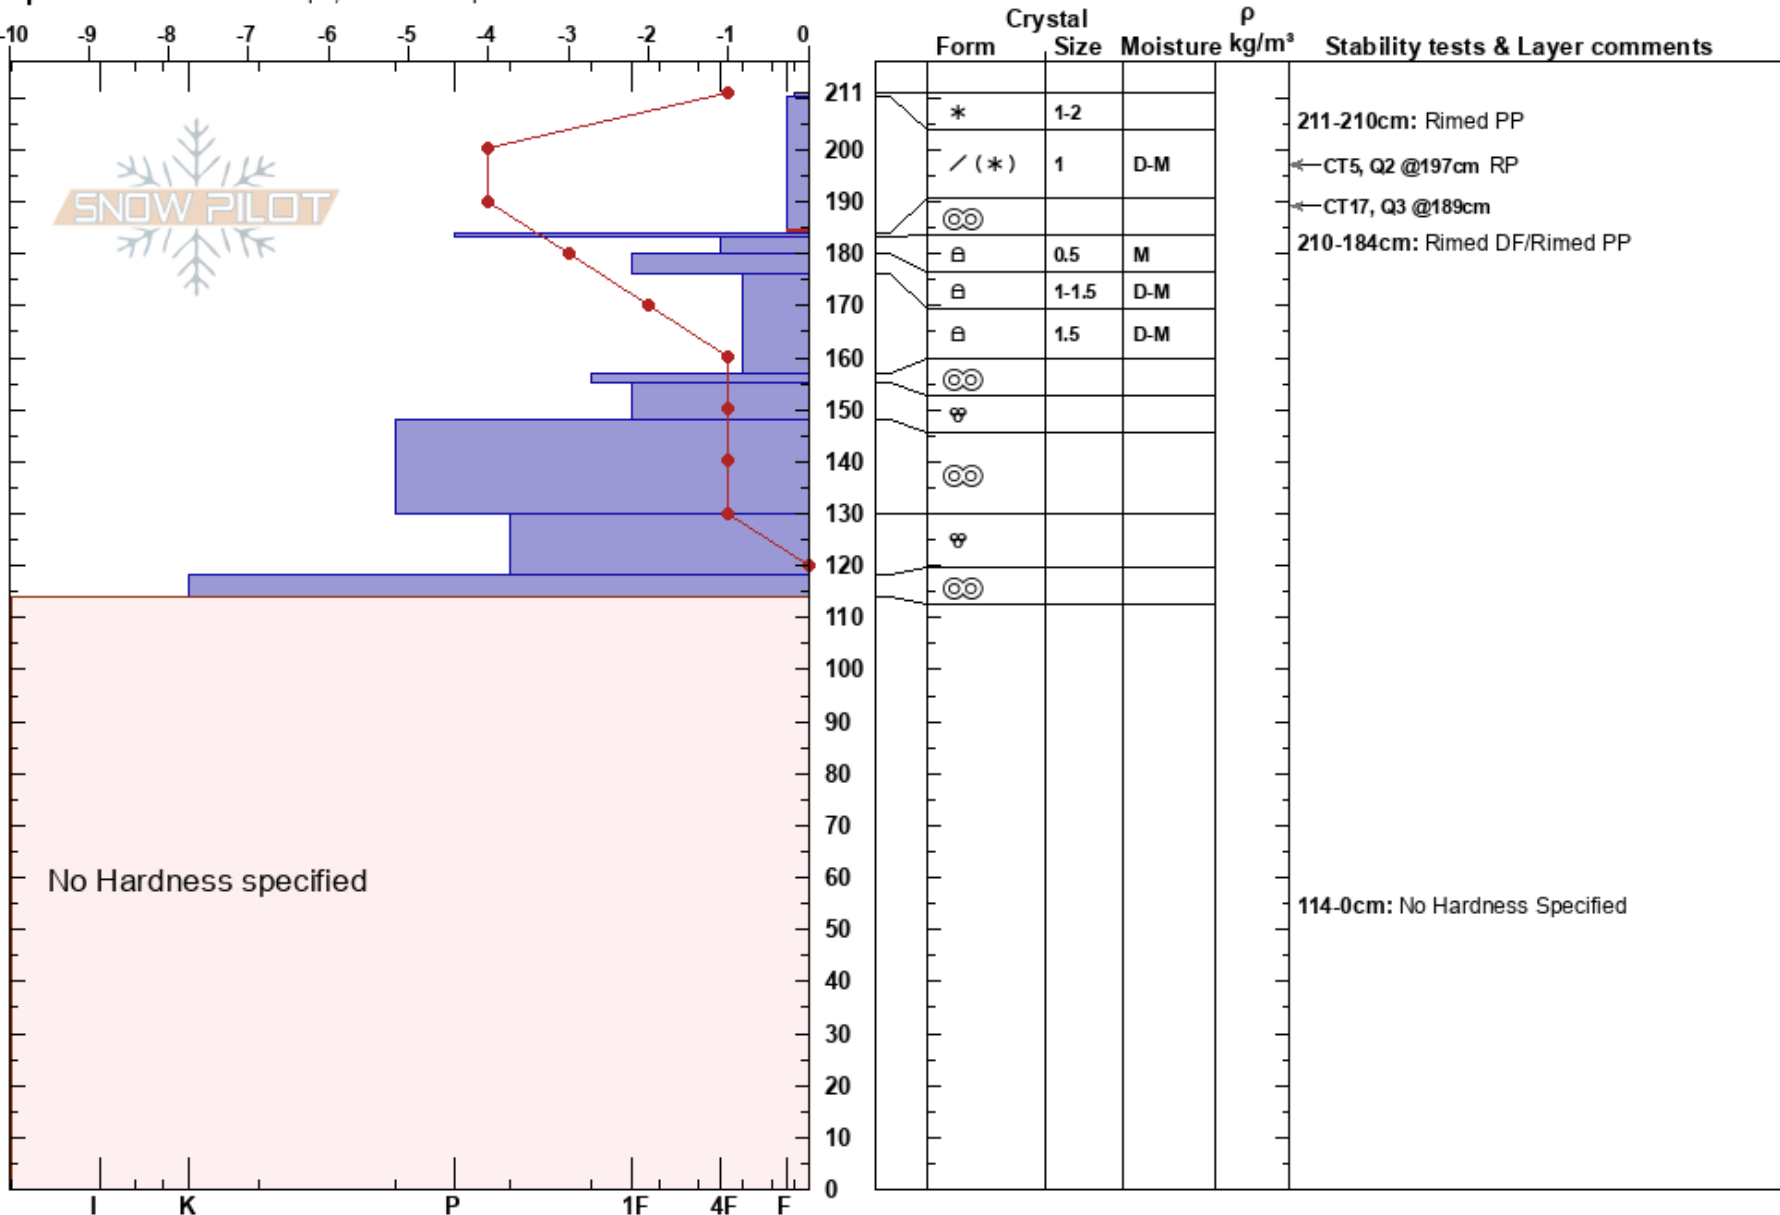 -10 -9 -8 -7 -6 -5 -4 -3 -2 -1 0
Crystal ρ
Form Size Moisture kg/m³ Stability tests & Layer comments
211
* 1-2
211-210cm: Rimed PP
200
/ (*) 1 D-M
CT5, Q2 @197cm RP
SNOW PILOT
190
CT17, Q3 @189cm
210-184cm: Rimed DF/Rimed PP
180
0.5 M
1-1.5 D-M
170
1.5 D-M
160
150
140
130
120
110
100
90
80
70
No Hardness specified
60
114-0cm: No Hardness Specified
50
40
30
20
10
0
I K P 1F 4F F